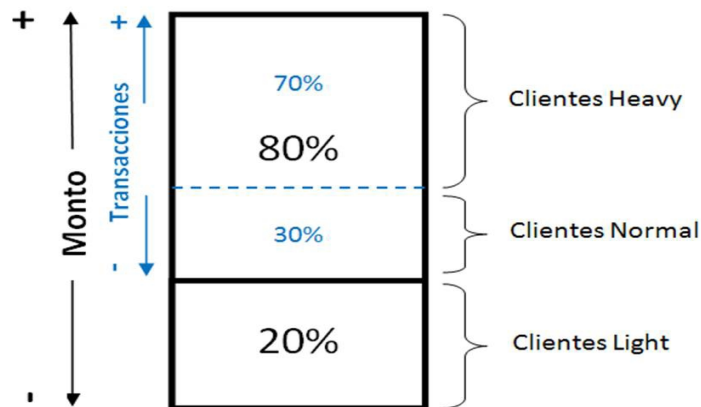 +
+
70%
Clientes Heavy
80%
Transacciones
Monto
30%
Clientes Normal
-
20%
Clientes Light
-